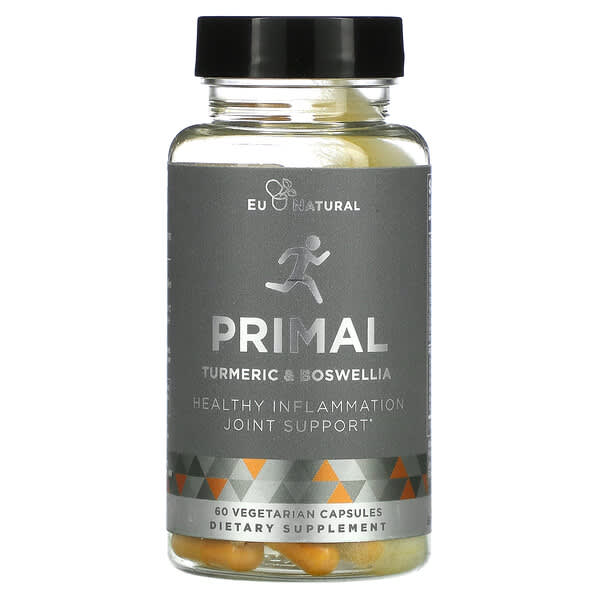 EU NATURAL
PRIMAL
TURMERIC & BOSWELLIA
HEALTHY INFLAMMATION
JOINT SUPPORT*
60 VEGETARIAN CAPSULES
DIETARY SUPPLEMENT